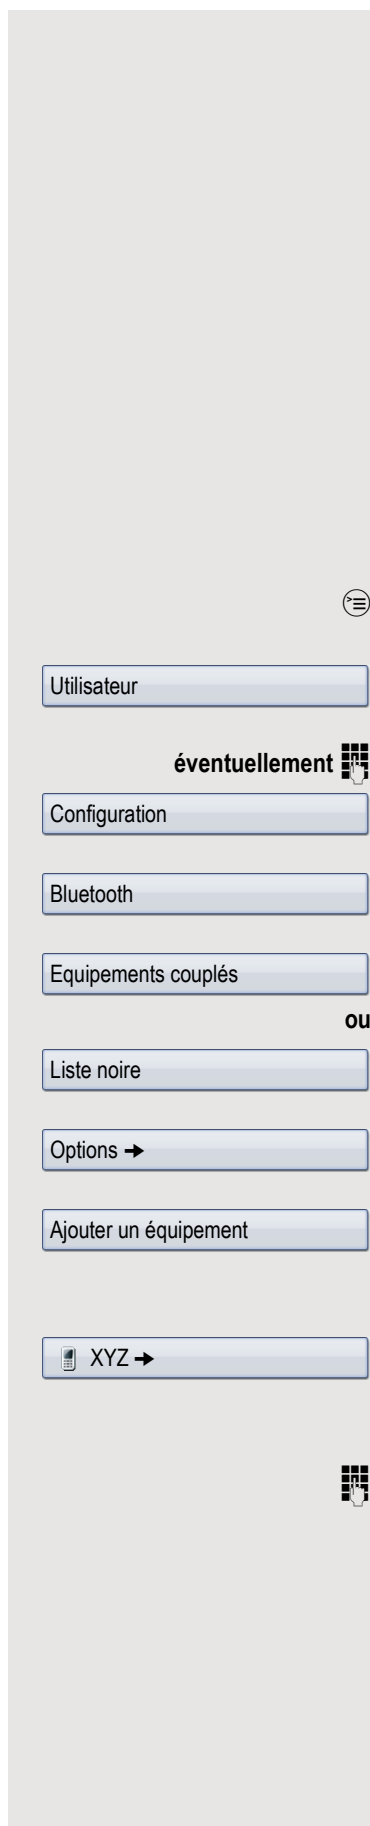 Utilisateur
éventuellement
Configuration
Bluetooth
Equipements couplés
ou
Liste noire
Options ➔
Ajouter un équipement
XYZ ➔